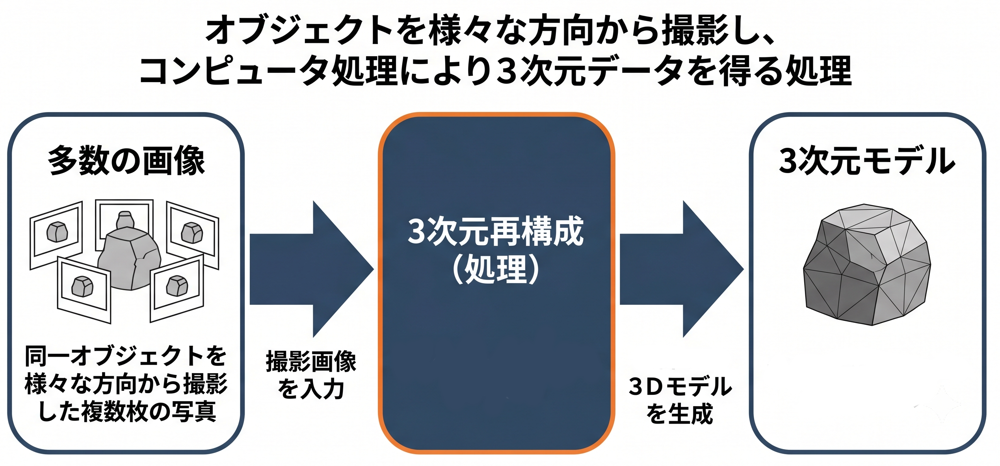 オブジェクトを様々な方向から撮影し、
コンピュータ処理により３次元データを得る処理
多数の画像
同一オブジェクトを
様々な方向から撮影
した複数枚の写真
撮影画像
を入力
3次元再構成
（処理）
３Ｄモデル
を生成
3次元モデル